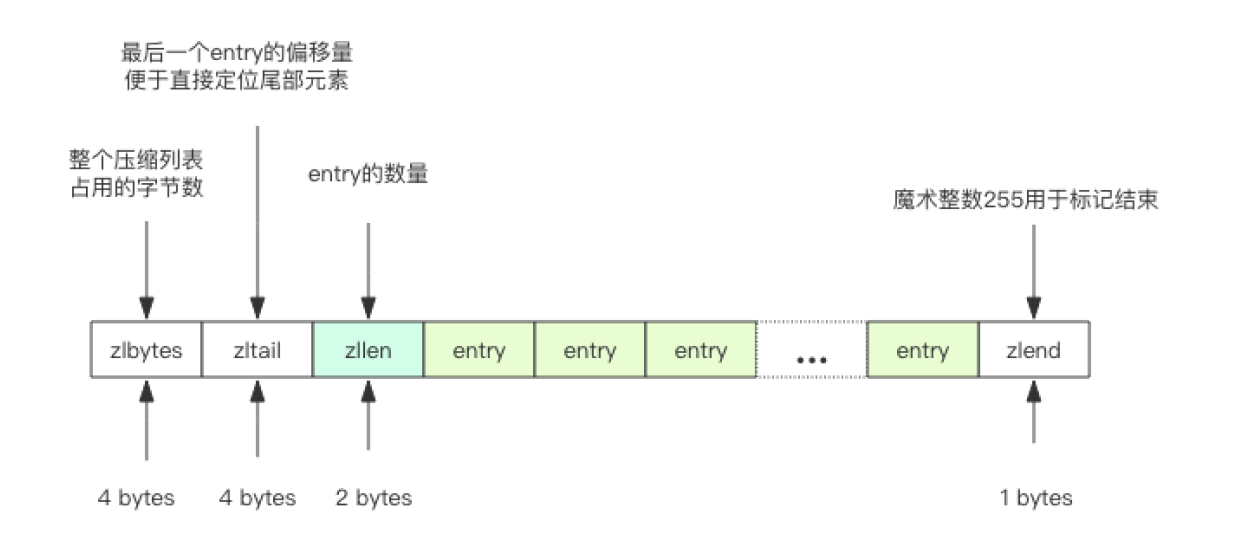 最后一个entry的偏移量
便于直接定位尾部元素
整个压缩列表
占用的字节数
entry的数量
魔术整数255用于标记结束
zlbytes zltail zllen entry entry entry ... entry zlend
4 bytes 4 bytes 2 bytes 1 bytes